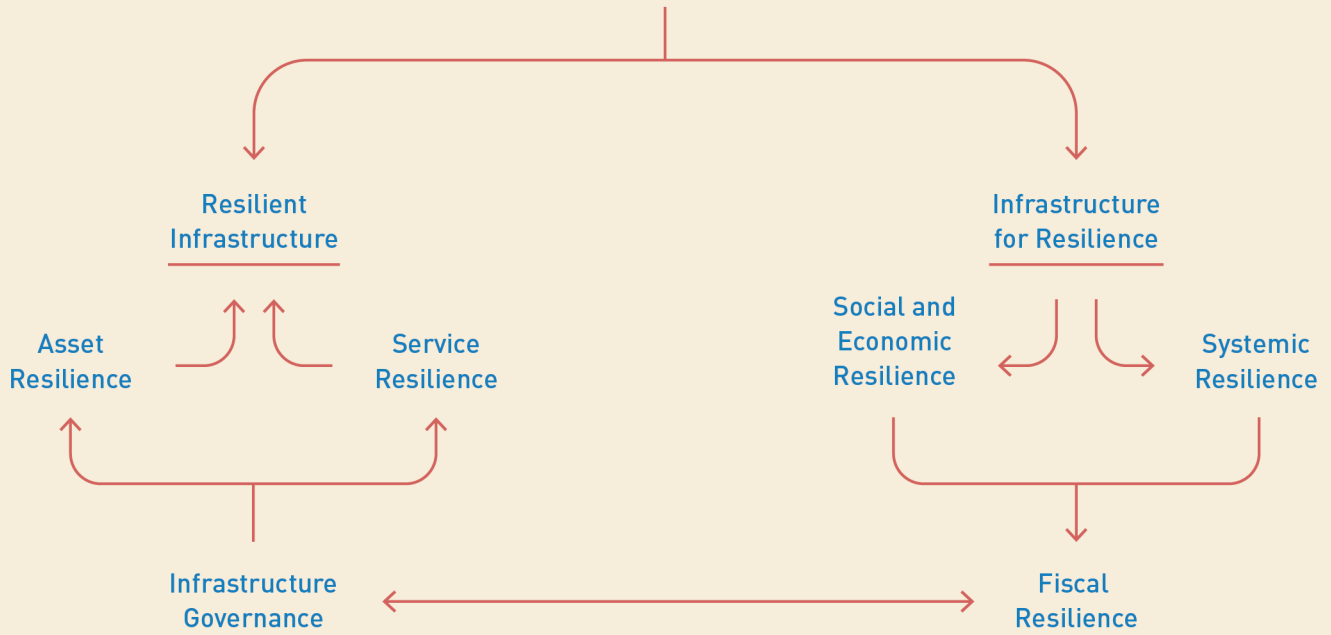 Resilient
Infrastructure
Infrastructure
for Resilience
Asset
Resilience
Service
Resilience
Social and
Economic
Resilience
Systemic
Resilience
Infrastructure
Governance
Fiscal
Resilience